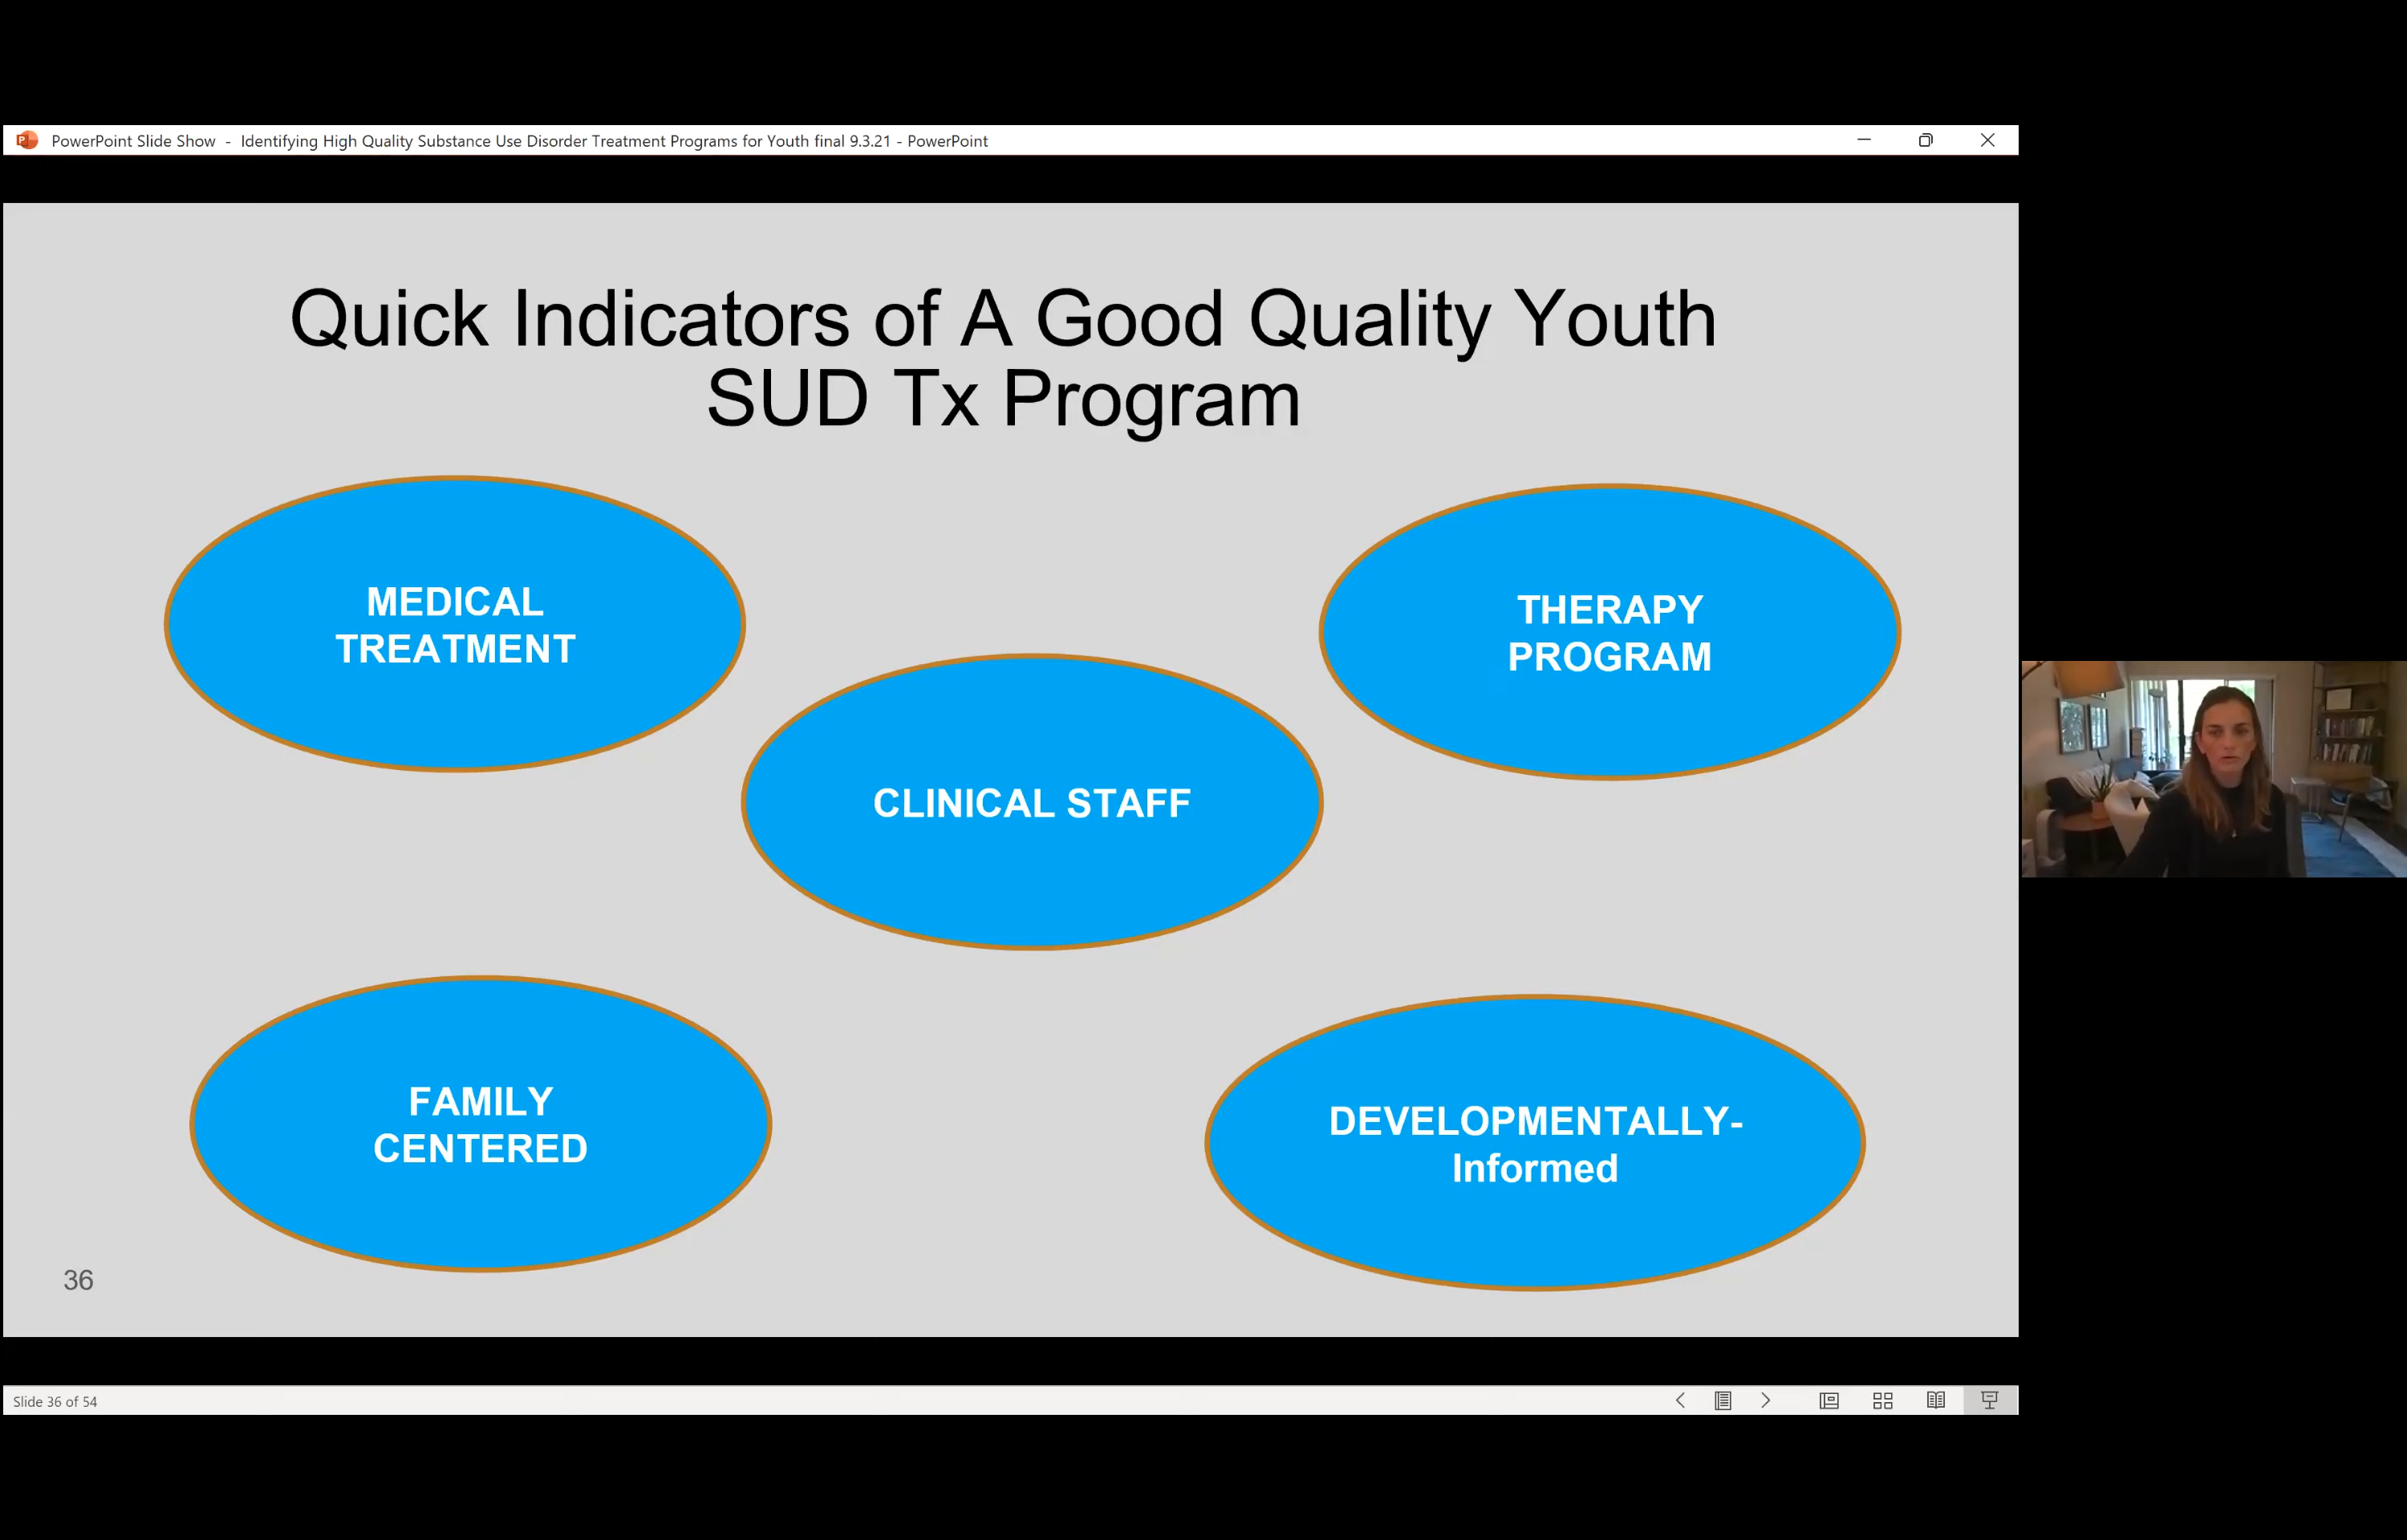 PowerPoint Slide Show - Identifying High Quality Substance Use Disorder Treatment Programs for Youth final 9.3.21 - PowerPoint
Quick Indicators of A Good Quality Youth
SUD Tx Program
MEDICAL
TREATMENT
THERAPY
PROGRAM
CLINICAL STAFF
FAMILY
CENTERED
DEVELOPMENTALLY-
Informed
36
Slide 36 of 54